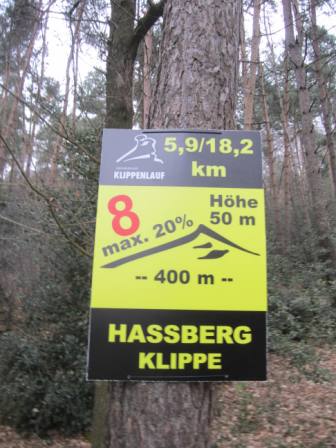 5,9/18,2
km
KLIPPENLAUF
8
Höhe
50 m
max. 20%
-- 400 m --
HASSBERG
KLIPPE